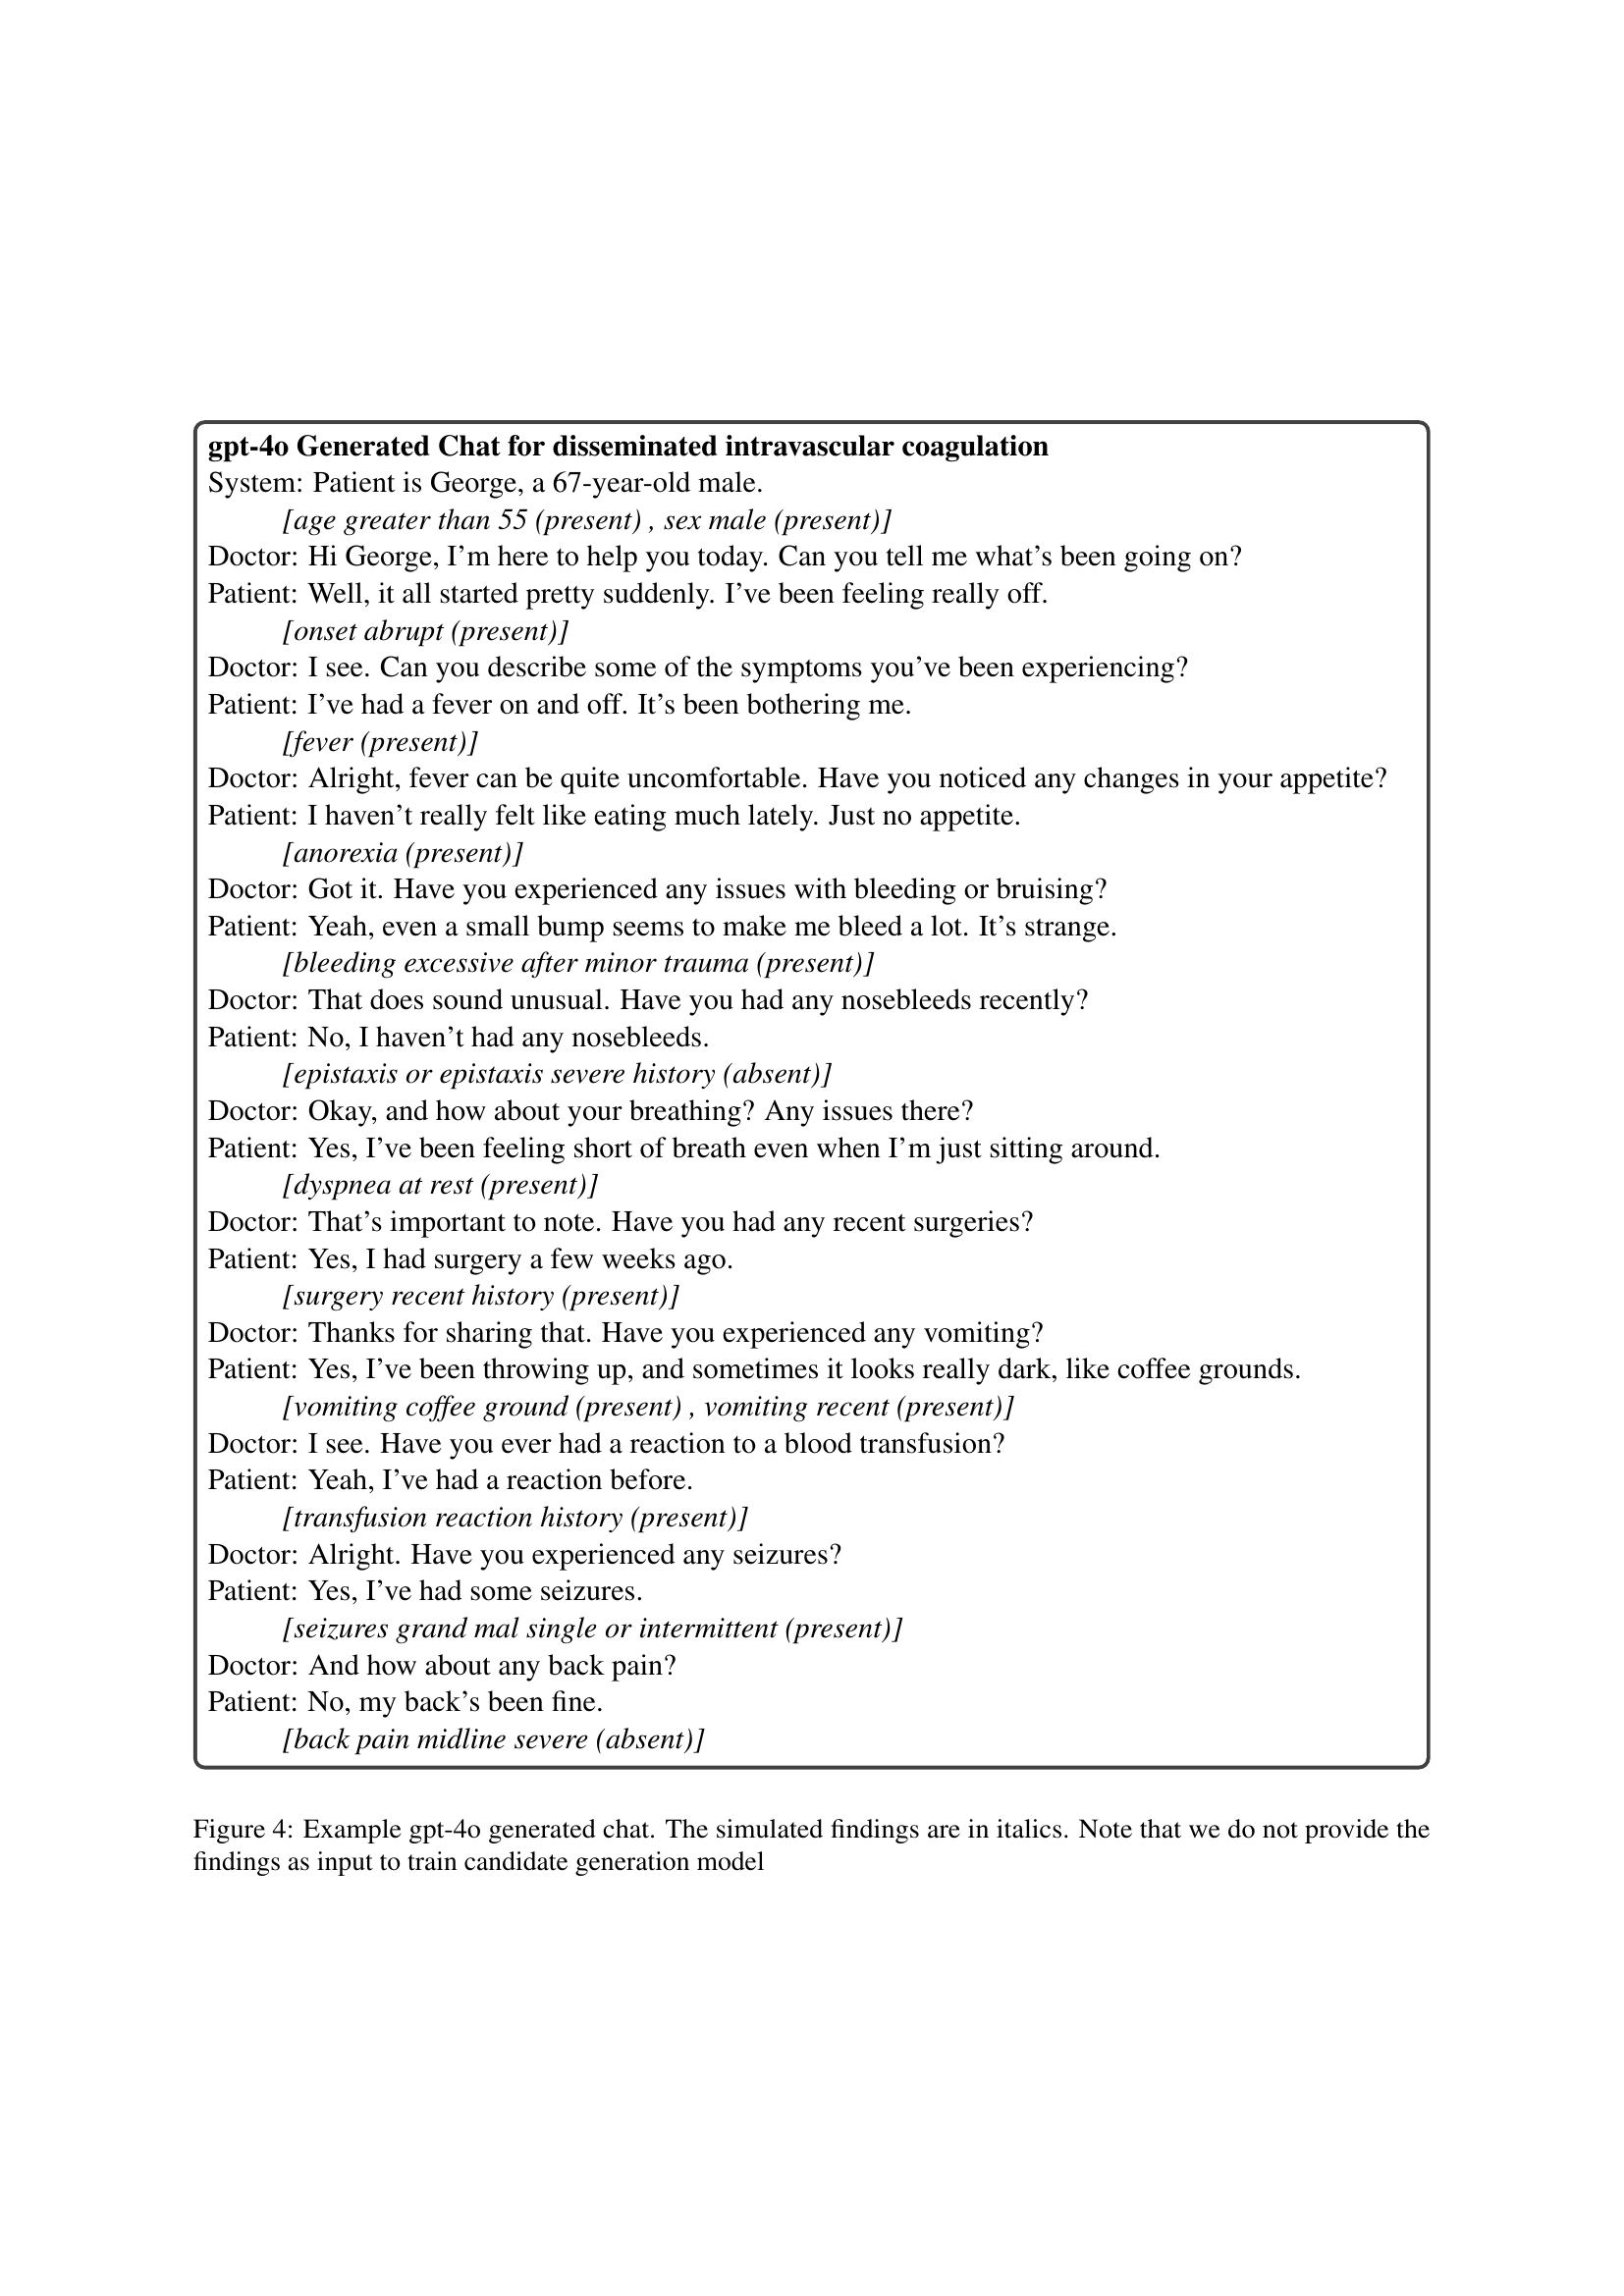 gpt-4o Generated Chat for disseminated intravascular coagulation
System: Patient is George, a 67-year-old male.
[age greater than 55 (present) , sex male (present)]
Doctor: Hi George, I'm here to help you today. Can you tell me what's been going on?
Patient: Well, it all started pretty suddenly. I've been feeling really off.
[onset abrupt (present)]
Doctor: I see. Can you describe some of the symptoms you've been experiencing?
Patient: I've had a fever on and off. It's been bothering me.
[fever (present)]
Doctor: Alright, fever can be quite uncomfortable. Have you noticed any changes in your appetite?
Patient: I haven't really felt like eating much lately. Just no appetite.
[anorexia (present)]
Doctor: Got it. Have you experienced any issues with bleeding or bruising?
Patient: Yeah, even a small bump seems to make me bleed a lot. It's strange.
[bleeding excessive after minor trauma (present)]
Doctor: That does sound unusual. Have you had any nosebleeds recently?
Patient: No, I haven't had any nosebleeds.
[epistaxis or epistaxis severe history (absent)]
Doctor: Okay, and how about your breathing? Any issues there?
Patient: Yes, I've been feeling short of breath even when I'm just sitting around.
[dyspnea at rest (present)]
Doctor: That's important to note. Have you had any recent surgeries?
Patient: Yes, I had surgery a few weeks ago.
[surgery recent history (present)]
Doctor: Thanks for sharing that. Have you experienced any vomiting?
Patient: Yes, I've been throwing up, and sometimes it looks really dark, like coffee grounds.
[vomiting coffee ground (present) , vomiting recent (present)]
Doctor: I see. Have you ever had a reaction to a blood transfusion?
Patient: Yeah, I've had a reaction before.
[transfusion reaction history (present)]
Doctor: Alright. Have you experienced any seizures?
Patient: Yes, I've had some seizures.
[seizures grand mal single or intermittent (present)]
Doctor: And how about any back pain?
Patient: No, my back's been fine.
[back pain midline severe (absent)]
Figure 4: Example gpt-4o generated chat. The simulated findings are in italics. Note that we do not provide the
findings as input to train candidate generation model